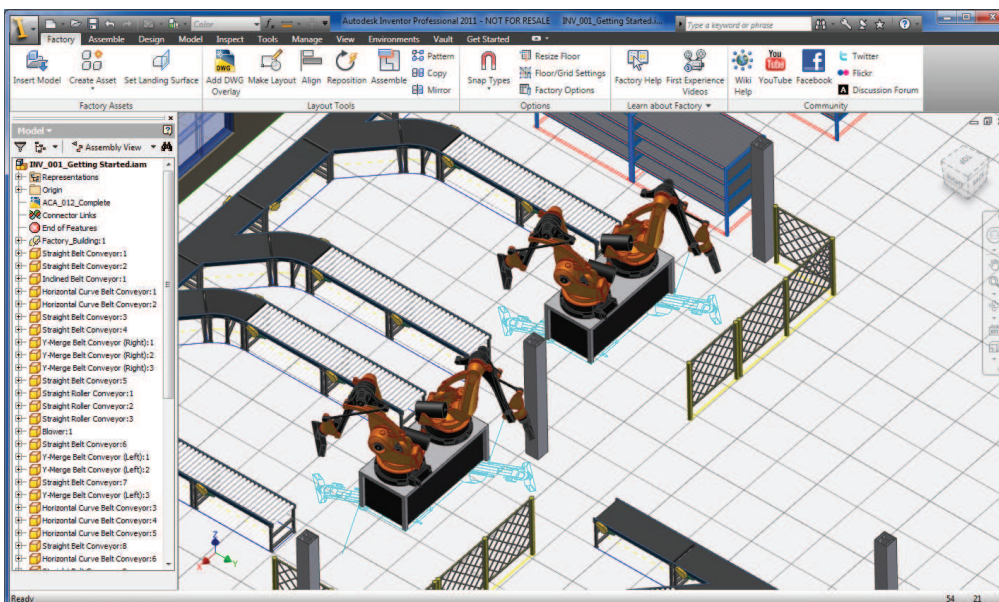 Color
Autodesk Inventor Professional 2011 - NOT FOR RESALE INV_001_Getting Started.i...
Type a keyword or phrase
Factory Assemble Design Model Inspect Tools Manage View Environments Vault Get Started
Insert Model Create Asset Set Landing Surface
Factory Assets
DWG
Add DWG Overlay Make Layout Align Reposition Assemble
Pattern
Copy
Mirror
Layout Tools
Snap Types
Resize Floor
Floor/Grid Settings
Factory Options
Options
Factory Help First Experience Videos
Learn about Factory
Wiki Help You Tube YouTube Facebook
Twitter
Flickr
Discussion Forum
Community
Model
Assembly View
INV_001_Getting Started.iam
Representations
Origin
ACA_012_Complete
Connector Links
End of Features
Factory_Building:1
Straight Belt Conveyor:1
Straight Belt Conveyor:2
Inclined Belt Conveyor:1
Horizontal Curve Belt Conveyor:1
Horizontal Curve Belt Conveyor:2
Straight Belt Conveyor:3
Straight Belt Conveyor:4
Y-Merge Belt Conveyor (Right):1
Y-Merge Belt Conveyor (Right):2
Y-Merge Belt Conveyor (Right):3
Straight Belt Conveyor:5
Straight Roller Conveyor:1
Straight Roller Conveyor:2
Straight Roller Conveyor:3
Blower:1
Straight Belt Conveyor:6
Y-Merge Belt Conveyor (Left):1
Y-Merge Belt Conveyor (Left):2
Straight Belt Conveyor:7
Y-Merge Belt Conveyor (Left):3
Horizontal Curve Belt Conveyor:3
Horizontal Curve Belt Conveyor:4
Horizontal Curve Belt Conveyor:5
Straight Belt Conveyor:8
Horizontal Curve Belt Conveyor:6
Z
X
Y
Ready
54 21